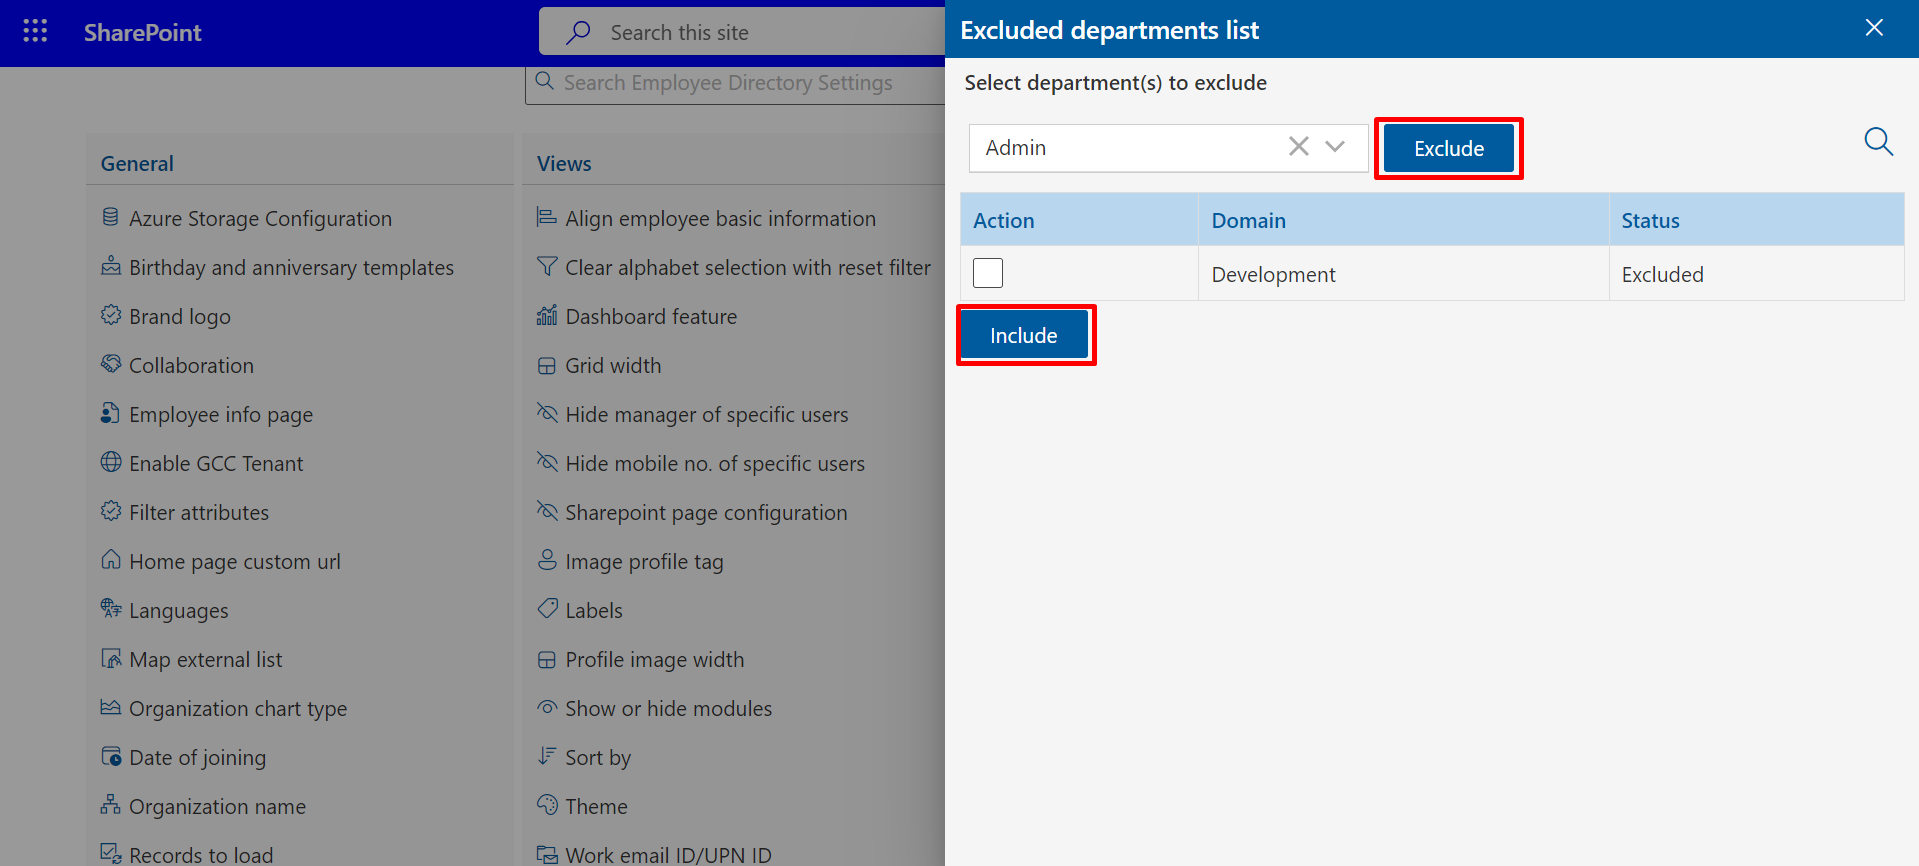 SharePoint
Search this site
Search Employee Directory Settings
General
Azure Storage Configuration
Birthday and anniversary templates
Brand logo
Collaboration
Employee info page
Enable GCC Tenant
Filter attributes
Home page custom url
Languages
Map external list
Organization chart type
Date of joining
Organization name
Records to load
Views
Align employee basic information
Clear alphabet selection with reset filter
Dashboard feature
Grid width
Hide manager of specific users
Hide mobile no. of specific users
Sharepoint page configuration
Image profile tag
Labels
Profile image width
Show or hide modules
Sort by
Theme
Work email ID/UPN ID
Excluded departments list
Select department(s) to exclude
Admin
Exclude
Action Domain Status
Development Excluded
Include